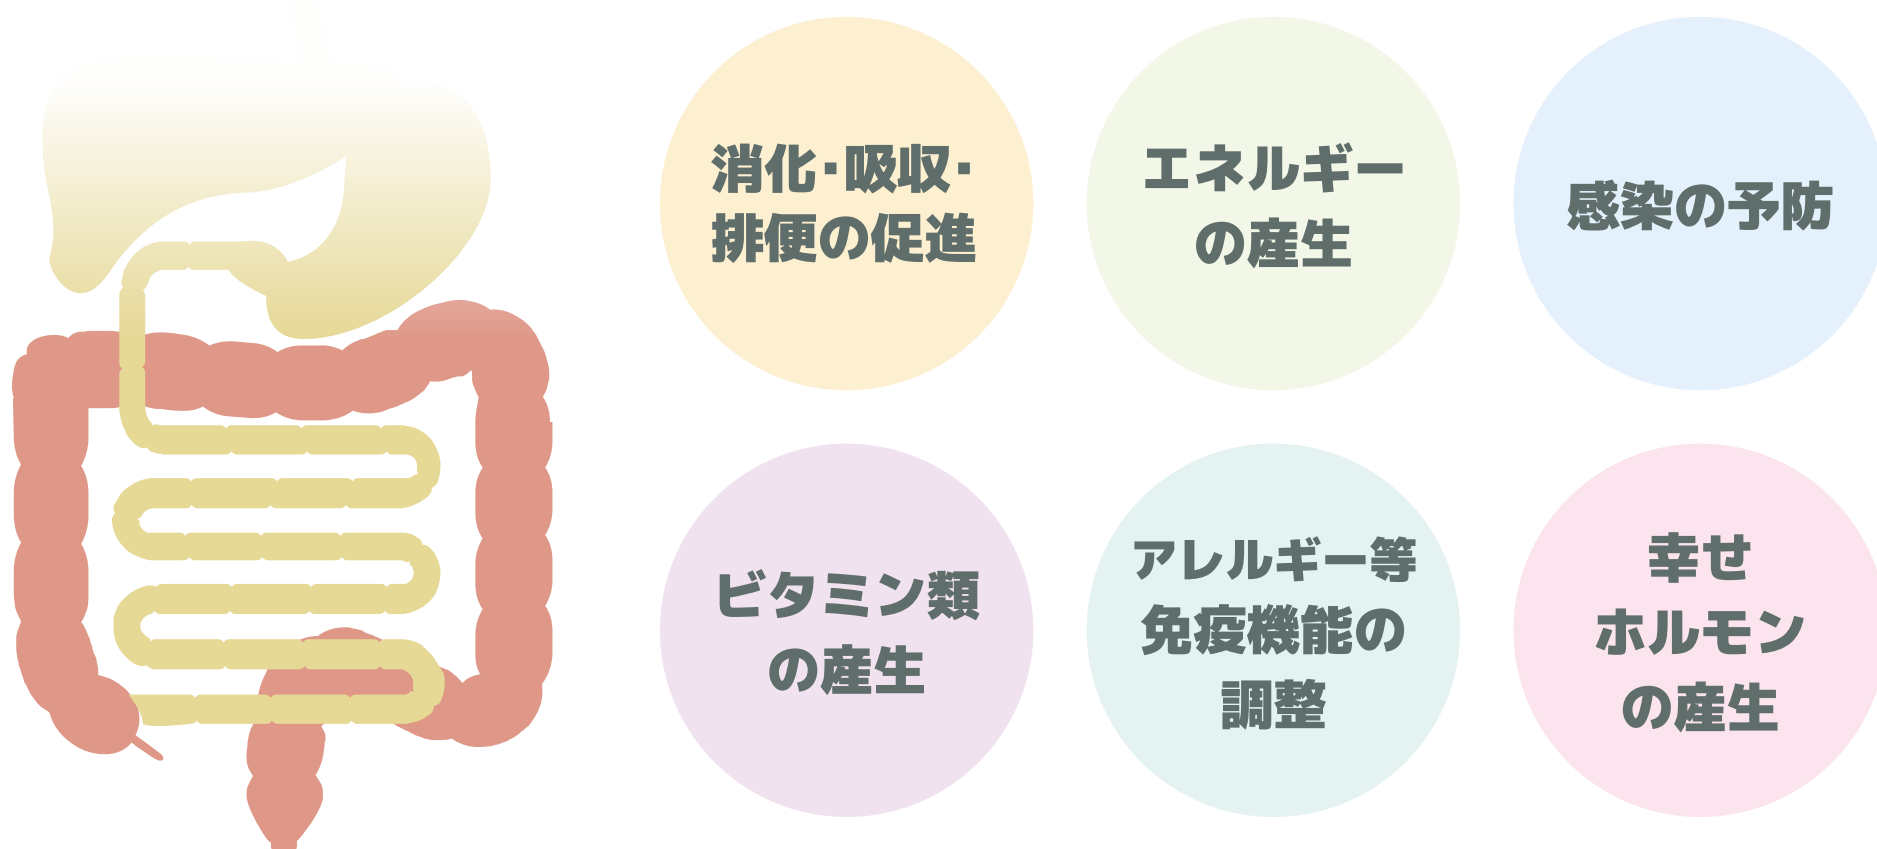 消化･吸収･
排便の促進
エネルギー
の産生
感染の予防
ビタミン類
の産生
アレルギー等
免疫機能の
調整
幸せ
ホルモン
の産生